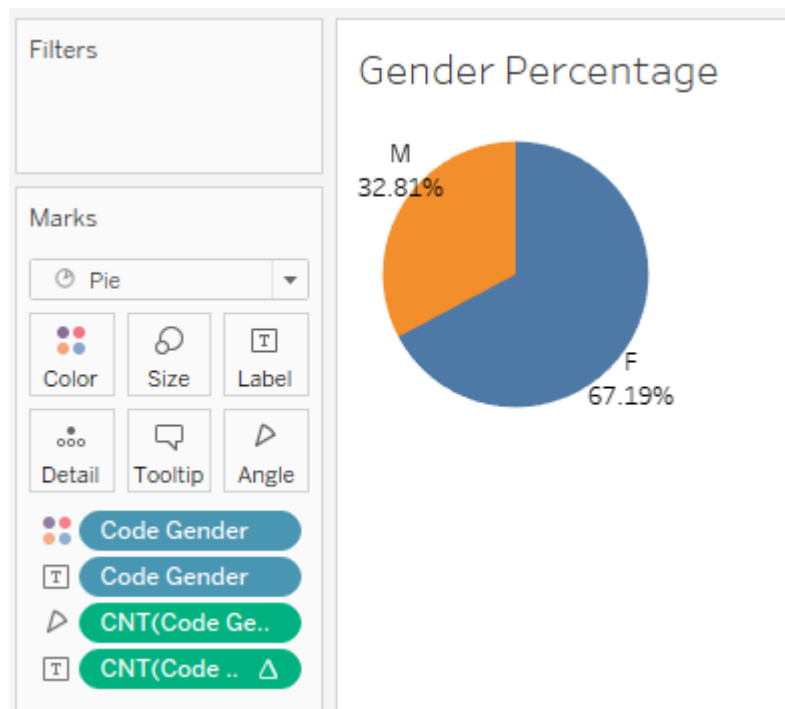 Filters
Marks
Pie
Color
Size
Label
Detail
Tooltip
Angle
Code Gender
T Code Gender
CNT(Code Ge..
T CNT(Code .. Δ
Gender Percentage
M
32.81%
F
67.19%